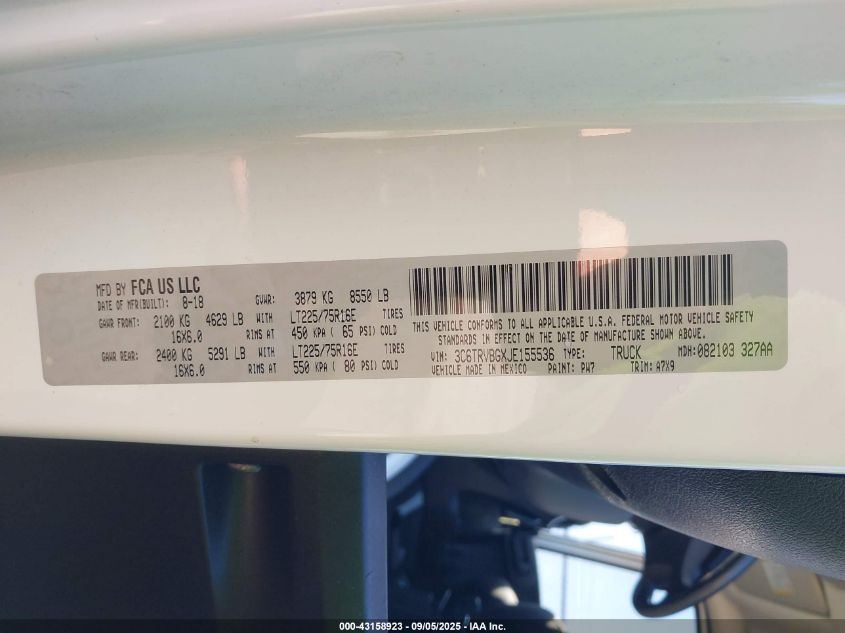 MFD BY FCA US LLC
DATE OF MFR(BUILT): 8-18 GVWR: 3879 KG 8550 LB
GAWR FRONT: 2100 KG 4629 LB WITH LT225/75R16E TIRES
16X6.0 RIMS AT 450 KPA ( 65 PSI) COLD
GAWR REAR: 2400 KG 5291 LB WITH LT225/75R16E TIRES
16X6.0 RIMS AT 550 KPA ( 80 PSI) COLD
THIS VEHICLE CONFORMS TO ALL APPLICABLE U.S.A. FEDERAL MOTOR VEHICLE SAFETY
STANDARDS IN EFFECT ON THE DATE OF MANUFACTURE SHOWN ABOVE.
VIN: 3C6TRVBGXJE155536 TYPE: TRUCK MDH:082103 327AA
VEHICLE MADE IN MEXICO PAINT: PW7 TRIM: A7X9
000-43158923 - 09/05/2025 - IAA Inc.